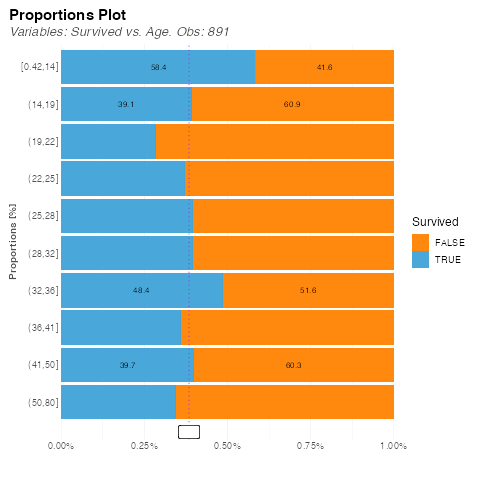 Proportions Plot
Variables: Survived vs. Age. Obs: 891
Proportions [%]
[0.42,14] 58.4 41.6
(14,19] 39.1 60.9
(19,22]
(22,25]
(25,28]
(28,32]
(32,36] 48.4 51.6
(36,41]
(41,50] 39.7 60.3
(50,80]
0.00% 0.25% 0.50% 0.75% 1.00%
Survived
FALSE
TRUE